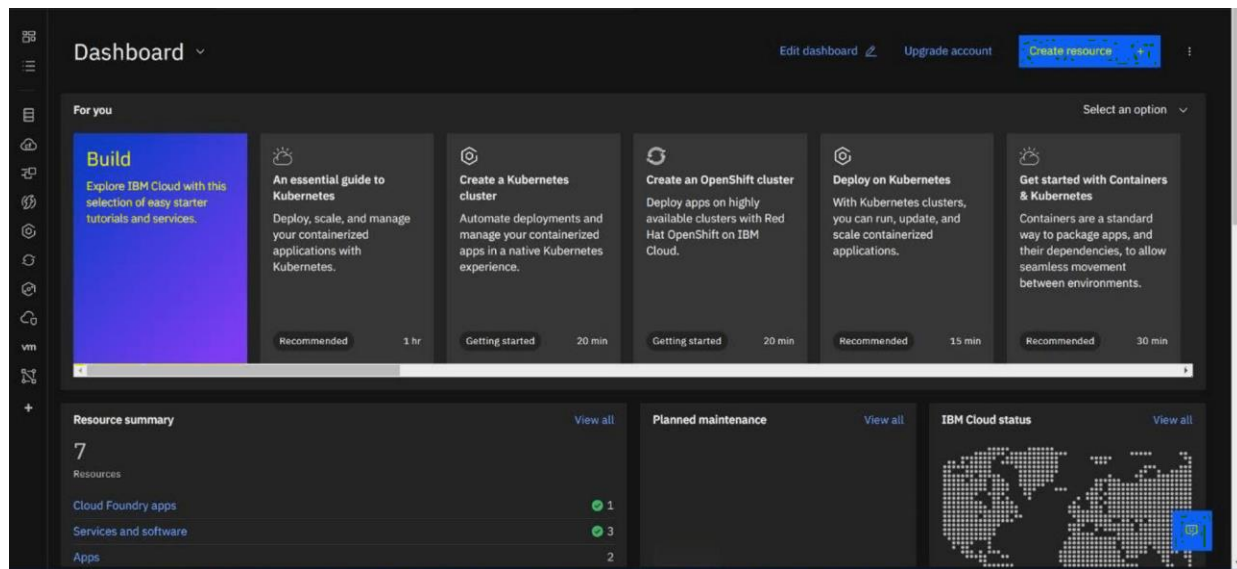 Dashboard
Edit dashboard
Upgrade account
Create resource +
For you
Select an option
Build
Explore IBM Cloud with this
selection of easy starter
tutorials and services.
An essential guide to
Kubernetes
Deploy, scale, and manage
your containerized
applications with
Kubernetes.
Recommended 1 hr
Create a Kubernetes
cluster
Automate deployments and
manage your containerized
apps in a native Kubernetes
experience.
Getting started 20 min
Create an OpenShift cluster
Deploy apps on highly
available clusters with Red
Hat OpenShift on IBM
Cloud.
Getting started 20 min
Deploy on Kubernetes
With Kubernetes clusters,
you can run, update, and
scale containerized
applications.
Recommended 15 min
Get started with Containers
& Kubernetes
Containers are a standard
way to package apps, and
their dependencies, to allow
seamless movement
between environments.
Recommended 30 min
vm
+
Resource summary View all
7
Resources
Cloud Foundry apps 1
Services and software 3
Apps 2
Planned maintenance View all
IBM Cloud status View all